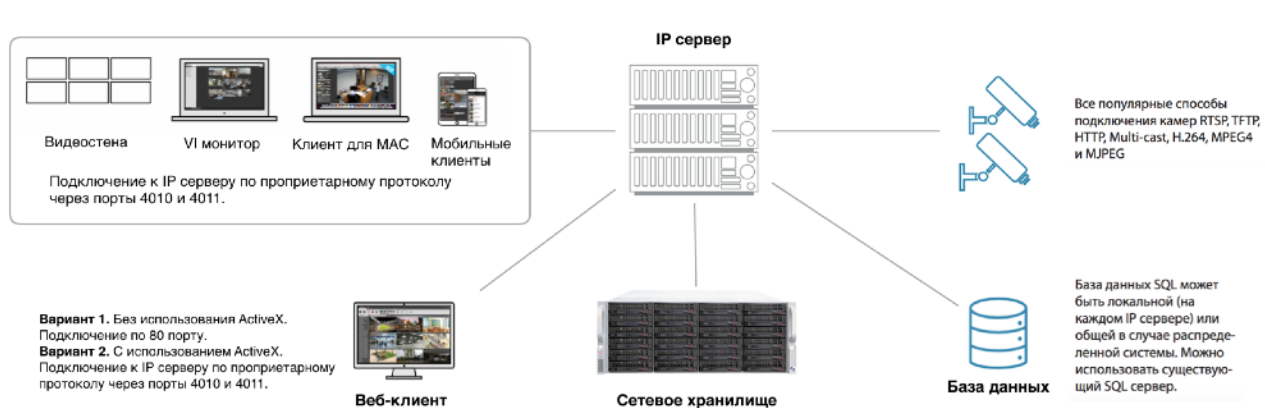 IP сервер
Видеостена
VI монитор
Клиент для MAC
Мобильные
клиенты
Подключение к IP серверу по проприетарному протоколу
через порты 4010 и 4011.
Все популярные способы
подключения камер RTSP, TFTP,
HTTP, Multi-cast, H.264, MPEG4
и MJPEG
Вариант 1. Без использования ActiveX.
Подключение по 80 порту.
Вариант 2. С использованием ActiveX.
Подключение к IP серверу по проприетарному
протоколу через порты 4010 и 4011.
Веб-клиент
Сетевое хранилище
База данных
База данных SQL может
быть локальной (на
каждом IP сервере) или
общей в случае распреде-
ленной системы. Можно
использовать существую-
щий SQL сервер.